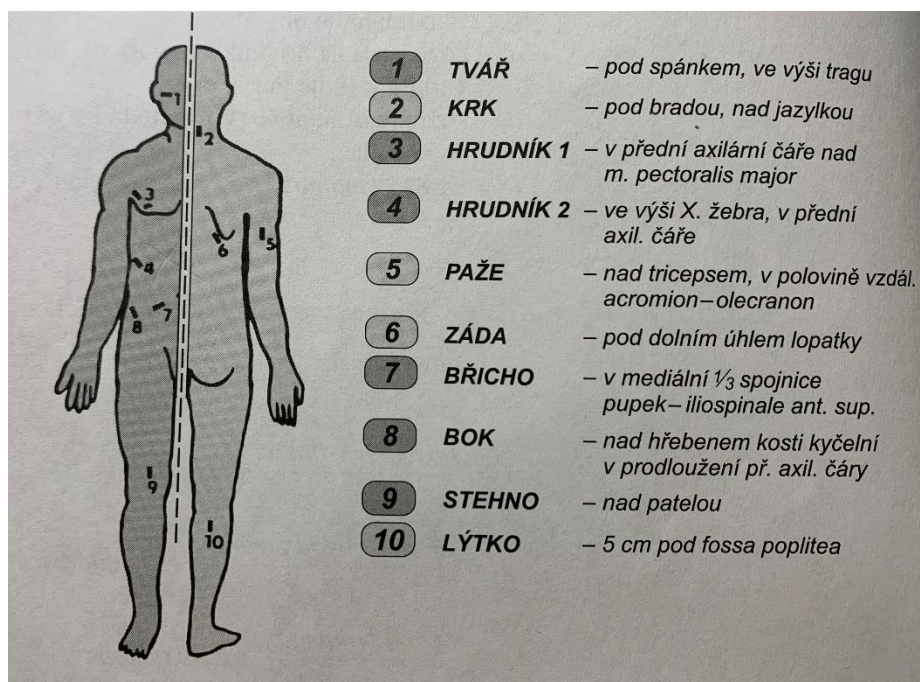 1 TVÁŘ – pod spánkem, ve výši tragu
2 KRK – pod bradou, nad jazylkou
3 HRUDNÍK 1 – v přední axilární čáře nad
m. pectoralis major
4 HRUDNÍK 2 – ve výši X. žebra, v přední
axil. čáře
5 PAŽE – nad tricepsem, v polovině vzdál.
acromion–olecranon
6 ZÁDA – pod dolním úhlem lopatky
7 BŘICHO – v mediální 1/3 spojnice
pupek–iliospinale ant. sup.
8 BOK – nad hřebenem kosti kyčelní
v prodloužení př. axil. čáry
9 STEHNO – nad patelou
10 LÝTKO – 5 cm pod fossa poplitea
1
2
3
4
5
6
7
8
9
10